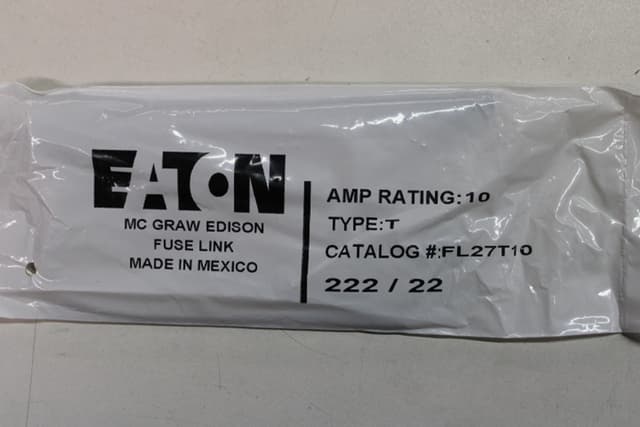 EATON
MC GRAW EDISON
FUSE LINK
MADE IN MEXICO
AMP RATING:10
TYPE:T
CATALOG #:FL27T10
222 / 22